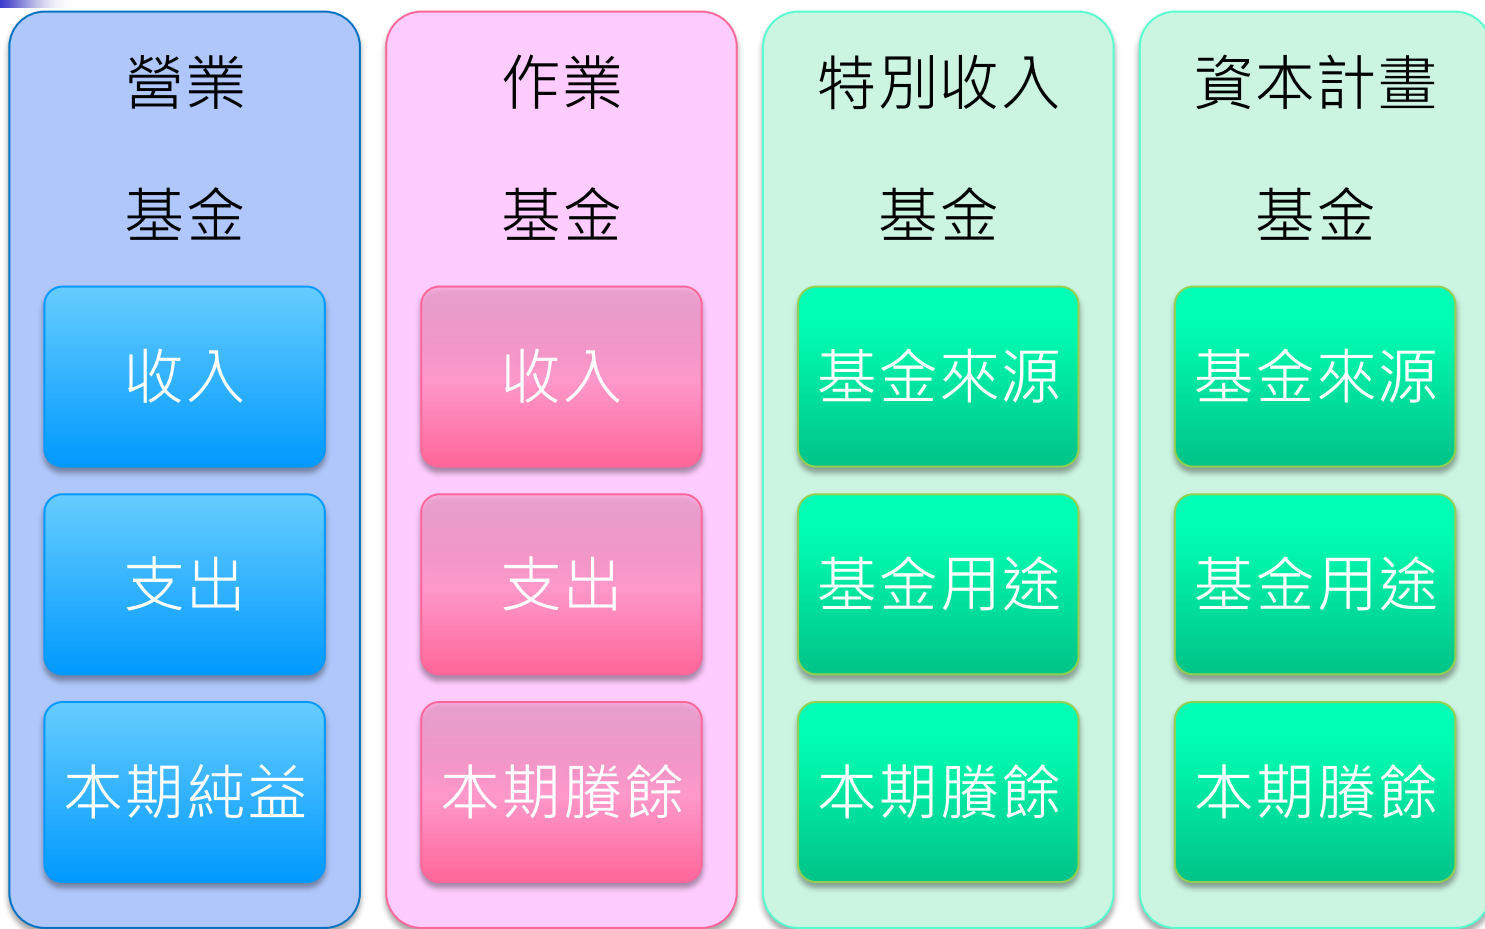 營業
基金
收入
支出
本期純益
作業
基金
收入
支出
本期賸餘
特別收入
基金
基金來源
基金用途
本期賸餘
資本計畫
基金
基金來源
基金用途
本期賸餘